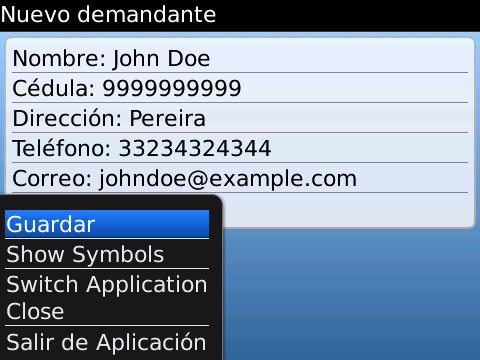 Nuevo demandante
Nombre: John Doe
Cédula: 9999999999
Dirección: Pereira
Teléfono: 33234324344
Correo: johndoe@example.com
Guardar
Show Symbols
Switch Application
Close
Salir de Aplicación